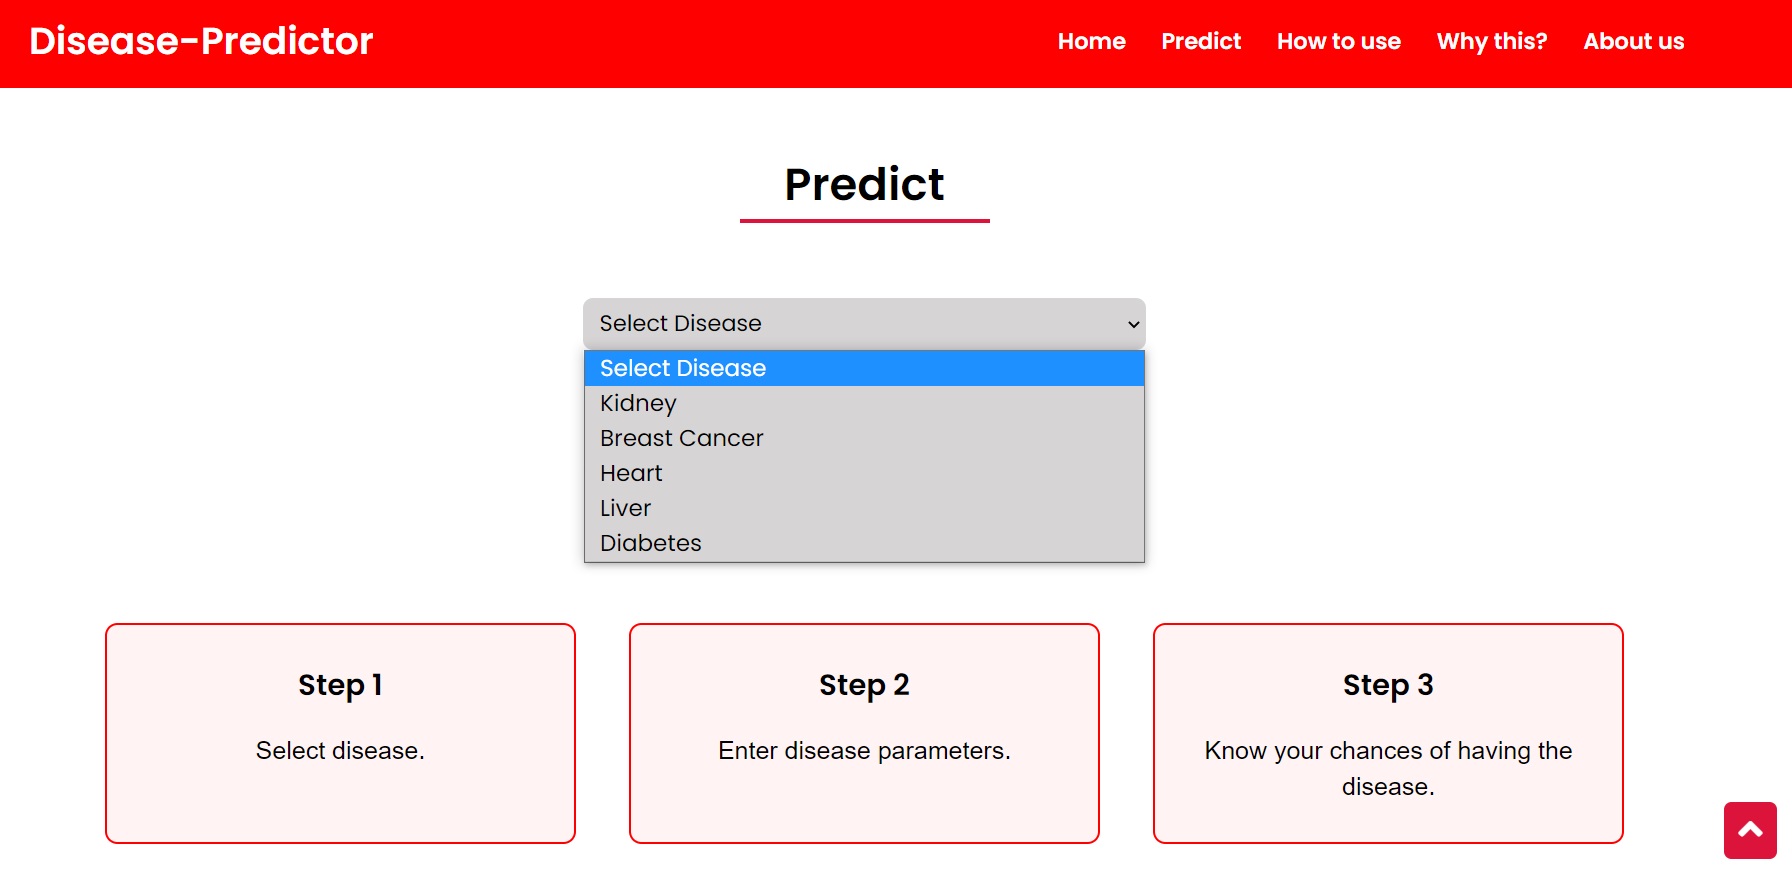 Disease-Predictor
Home Predict How to use Why this? About us
Predict
Select Disease
Select Disease
Kidney
Breast Cancer
Heart
Liver
Diabetes
Step 1
Select disease.
Step 2
Enter disease parameters.
Step 3
Know your chances of having the
disease.